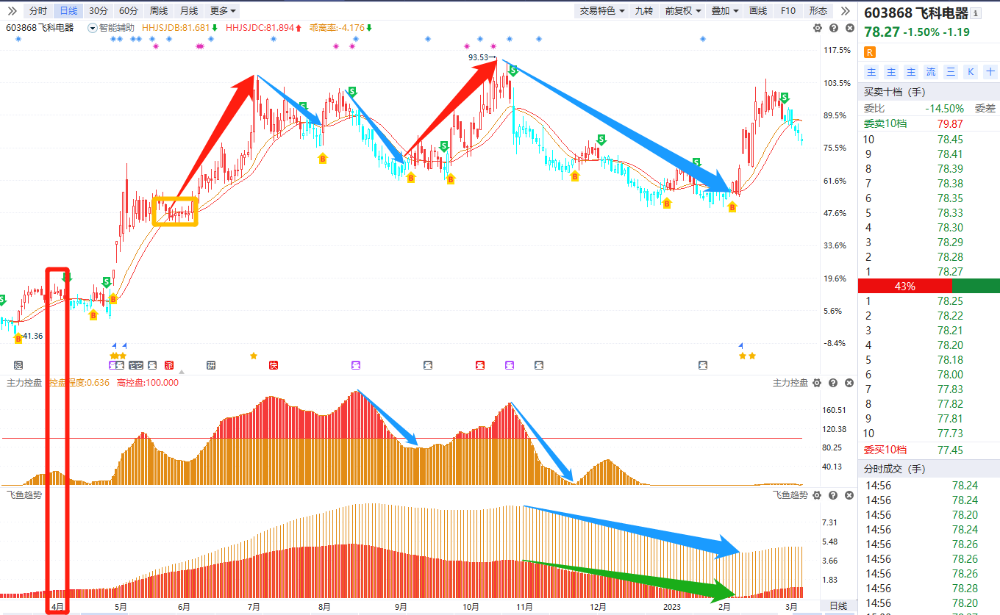 分时 日线 30分 60分 周线 月线 更多 交易特色 九转 前复权 叠加 画线 F10 形态
603868 飞科电器
78.27 -1.50% -1.19
603868 飞科电器 智能辅助 HHJSJDB:81.681 HHJSJDC:81.894 乖离率:-4.176
R
主 主 主 流 三 K 十
买卖十档 (手)
委比 -14.50% 委差
委卖10档 79.87
10 78.45
9 78.41
8 78.39
7 78.38
6 78.35
5 78.33
4 78.30
3 78.29
2 78.28
1 78.27
43%
1 78.25
2 78.22
3 78.21
4 78.20
5 78.18
6 78.00
7 77.83
8 77.82
9 77.81
10 77.73
委买10档 77.45
分时成交 (手)
14:56 78.24
14:56 78.24
14:56 78.20
14:56 78.24
14:56 78.26
14:56 78.26
14:56 78.26
14:56 78.28
14:56 78.20
117.5%
103.5%
89.5%
75.5%
61.6%
47.6%
33.6%
19.6%
5.6%
-8.4%
93.53
41.36
S S S S S S S S S
B B B B B B B B B
派 研 快
主力控盘 控盘程度:0.636 高控盘:100.000 主力控盘
160.51
120.38
80.25
40.13
飞鱼趋势 飞鱼趋势
7.31
5.48
3.66
1.83
4月 5月 6月 7月 8月 9月 10月 11月 12月 2023 2月 3月 日线